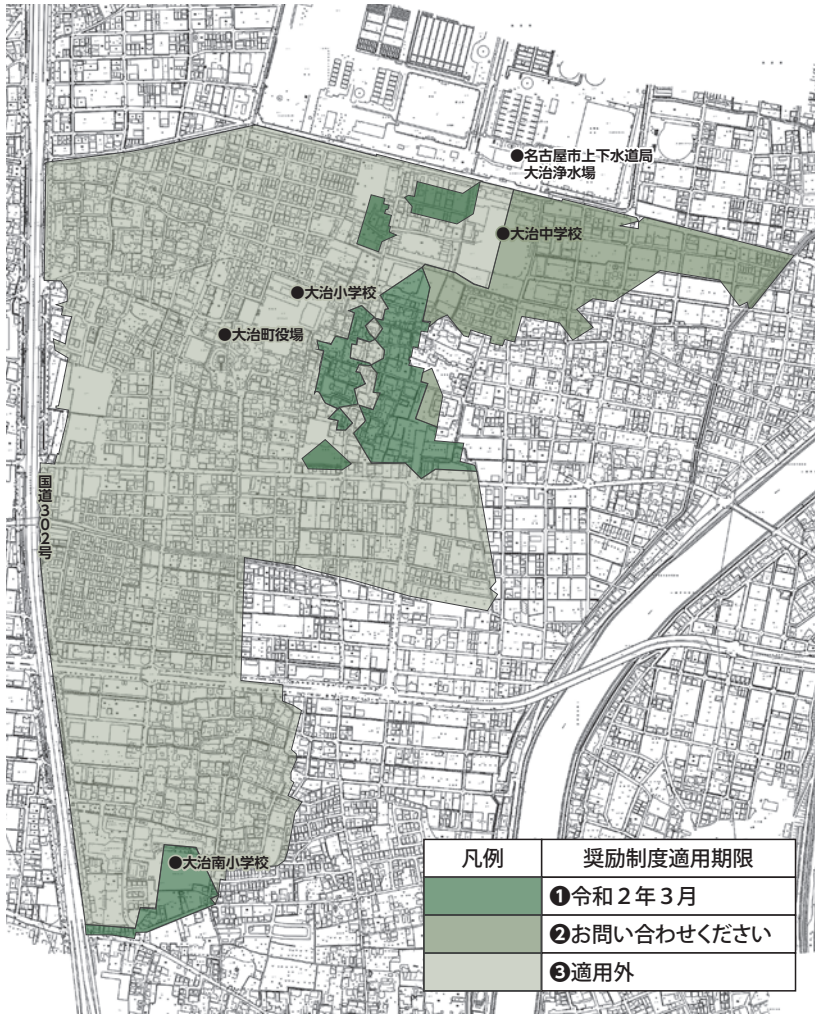 ●名古屋市上下水道局
大治浄水場
●大治中学校
●大治小学校
●大治町役場
国道302号
●大治南小学校
凡例 奨励制度適用期限
❶令和2年3月
❷お問い合わせください
❸適用外